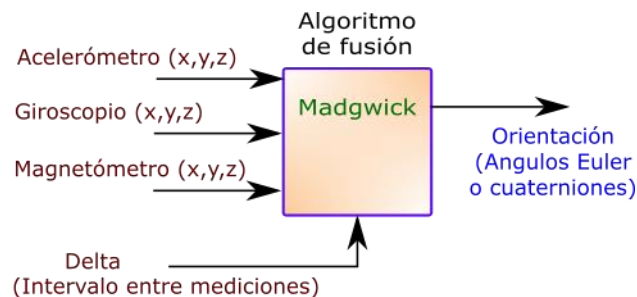 Algoritmo
de fusión
Acelerómetro (x,y,z)
Giroscopio (x,y,z)
Magnetómetro (x,y,z)
Madgwick
Orientación
(Angulos Euler
o cuaterniones)
Delta
(Intervalo entre mediciones)